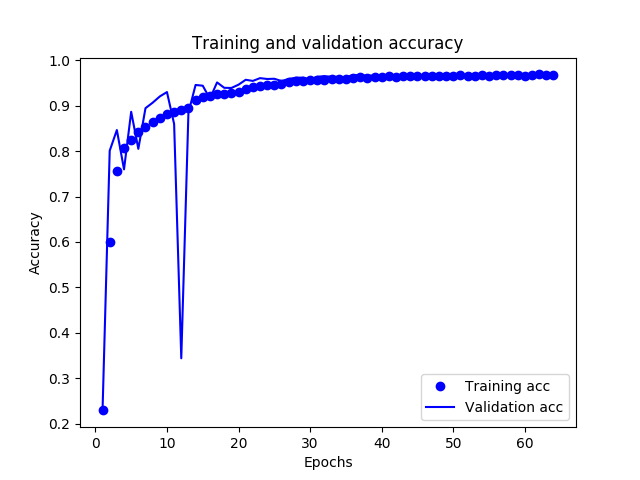 Training and validation accuracy
1.0
0.9
0.8
0.7
0.6
0.5
0.4
0.3
0.2
Accuracy
Training acc
Validation acc
0 10 20 30 40 50 60
Epochs